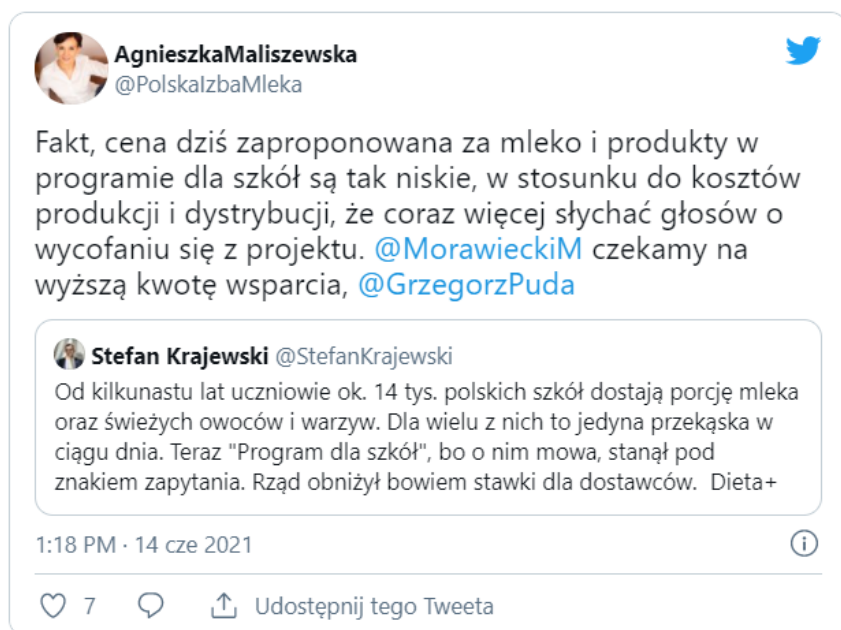 AgnieszkaMaliszewska
@PolskaIzbaMleka
Fakt, cena dziś zaproponowana za mleko i produkty w
programie dla szkół są tak niskie, w stosunku do kosztów
produkcji i dystrybucji, że coraz więcej słychać głosów o
wycofaniu się z projektu. @MorawieckiM czekamy na
wyższą kwotę wsparcia, @GrzegorzPuda
Stefan Krajewski @StefanKrajewski
Od kilkunastu lat uczniowie ok. 14 tys. polskich szkół dostają porcję mleka
oraz świeżych owoców i warzyw. Dla wielu z nich to jedyna przekąska w
ciągu dnia. Teraz "Program dla szkół", bo o nim mowa, stanął pod
znakiem zapytania. Rząd obniżył bowiem stawki dla dostawców.  Dieta+
1:18 PM · 14 cze 2021
7 Udostępnij tego Tweeta